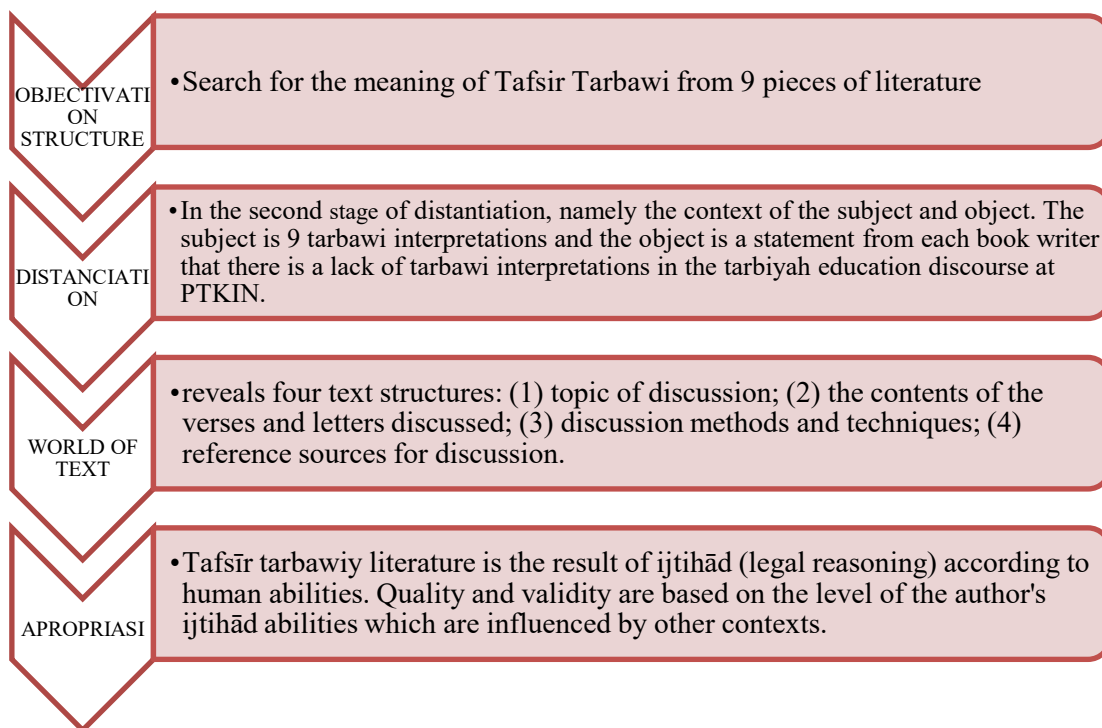 OBJECTIVATI
ON
STRUCTURE
•Search for the meaning of Tafsir Tarbawi from 9 pieces of literature
DISTANCIATI
ON
•In the second stage of distantiation, namely the context of the subject and object. The
subject is 9 tarbawi interpretations and the object is a statement from each book writer
that there is a lack of tarbawi interpretations in the tarbiyah education discourse at
PTKIN.
WORLD OF
TEXT
•reveals four text structures: (1) topic of discussion; (2) the contents of the
verses and letters discussed; (3) discussion methods and techniques; (4)
reference sources for discussion.
APROPRIASI
•Tafsīr tarbawiy literature is the result of ijtihād (legal reasoning) according to
human abilities. Quality and validity are based on the level of the author's
ijtihād abilities which are influenced by other contexts.